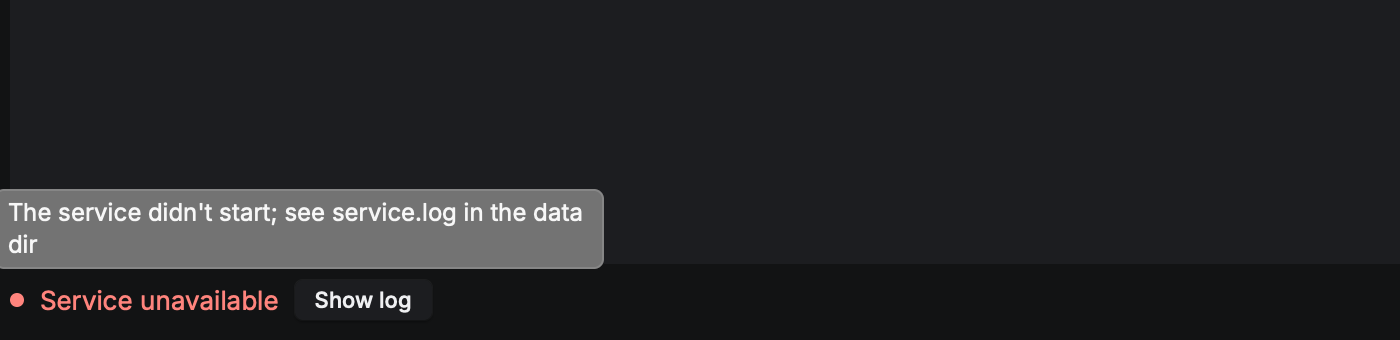 The service didn't start; see service.log in the data
dir
Service unavailable
Show log